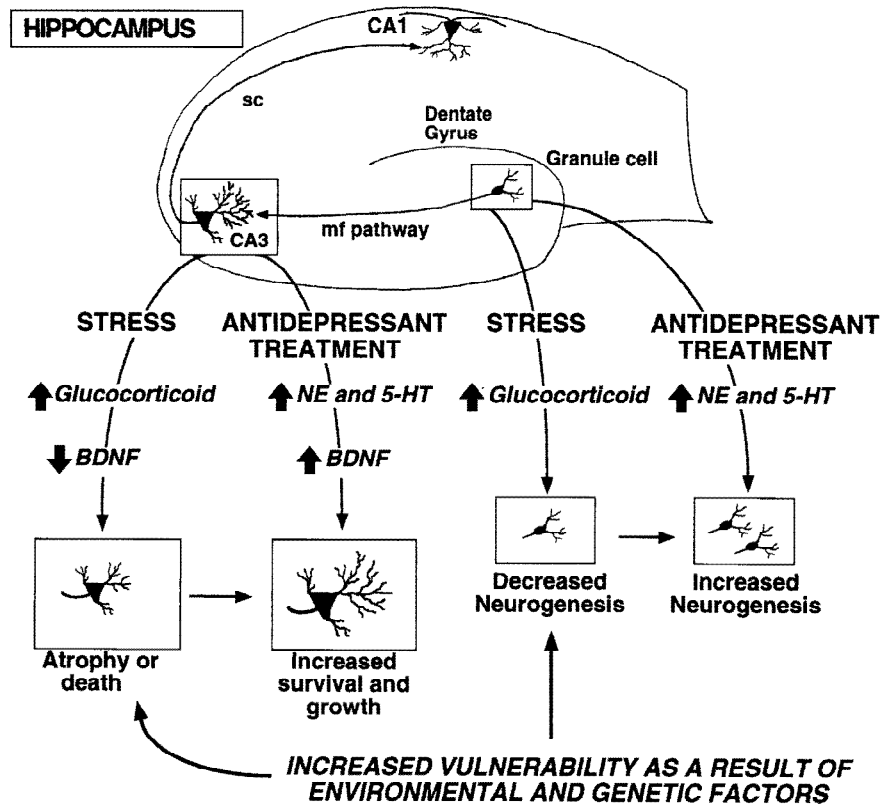 HIPPOCAMPUS
CA1
sc
Dentate
Gyrus
Granule cell
CA3
mf pathway
STRESS
ANTIDEPRESSANT
TREATMENT
STRESS
ANTIDEPRESSANT
TREATMENT
Glucocorticoid
NE and 5-HT
Glucocorticoid
NE and 5-HT
BDNF
BDNF
Atrophy or
death
Increased
survival and
growth
Decreased
Neurogenesis
Increased
Neurogenesis
INCREASED VULNERABILITY AS A RESULT OF
ENVIRONMENTAL AND GENETIC FACTORS